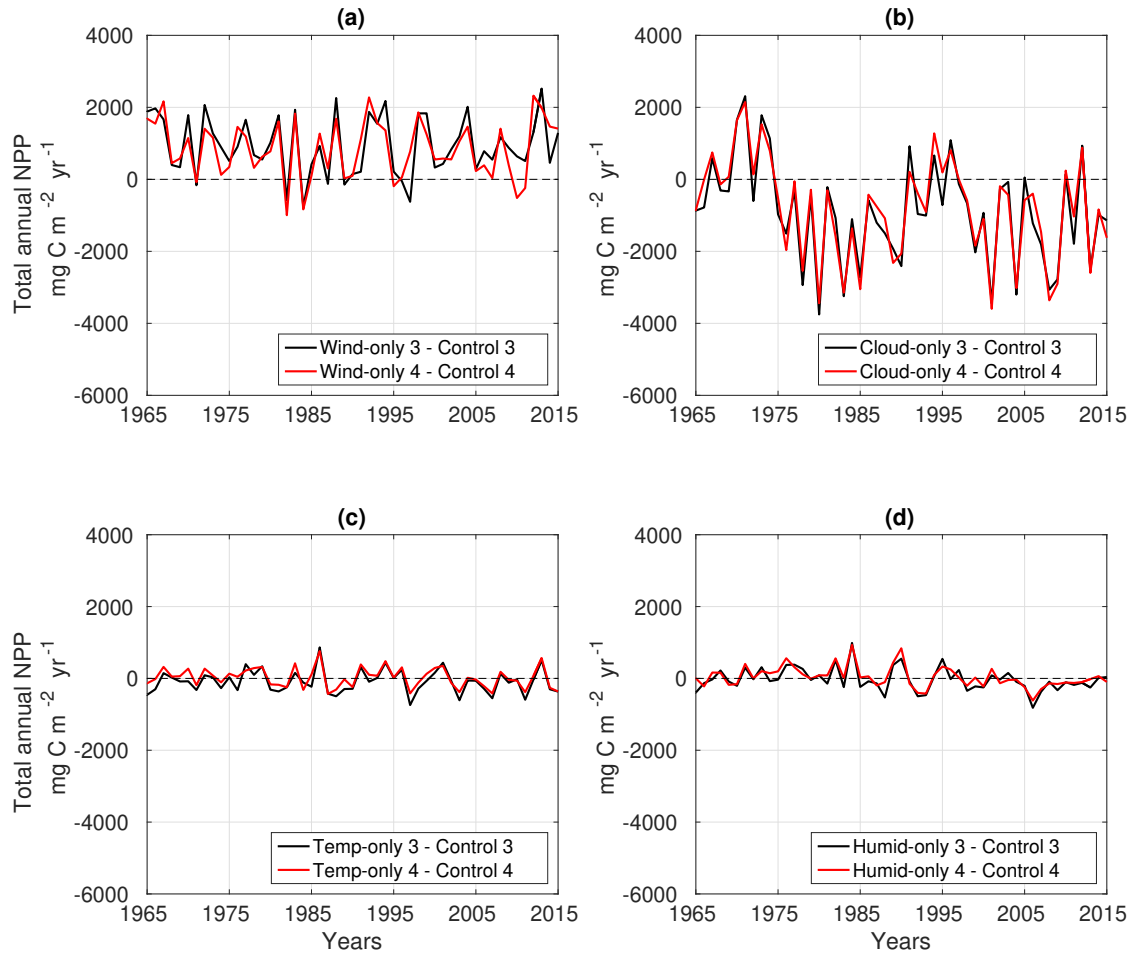 (a)
4000
2000
0
-2000
-4000
-6000
Total annual NPP
mg C m -2 yr-1
Wind-only 3 - Control 3
Wind-only 4 - Control 4
1965 1975 1985 1995 2005 2015
(b)
4000
2000
0
-2000
-4000
-6000
mg C m -2 yr-1
Cloud-only 3 - Control 3
Cloud-only 4 - Control 4
1965 1975 1985 1995 2005 2015
(c)
4000
2000
0
-2000
-4000
-6000
Total annual NPP
mg C m -2 yr-1
Temp-only 3 - Control 3
Temp-only 4 - Control 4
1965 1975 1985 1995 2005 2015
Years
(d)
4000
2000
0
-2000
-4000
-6000
mg C m -2 yr-1
Humid-only 3 - Control 3
Humid-only 4 - Control 4
1965 1975 1985 1995 2005 2015
Years